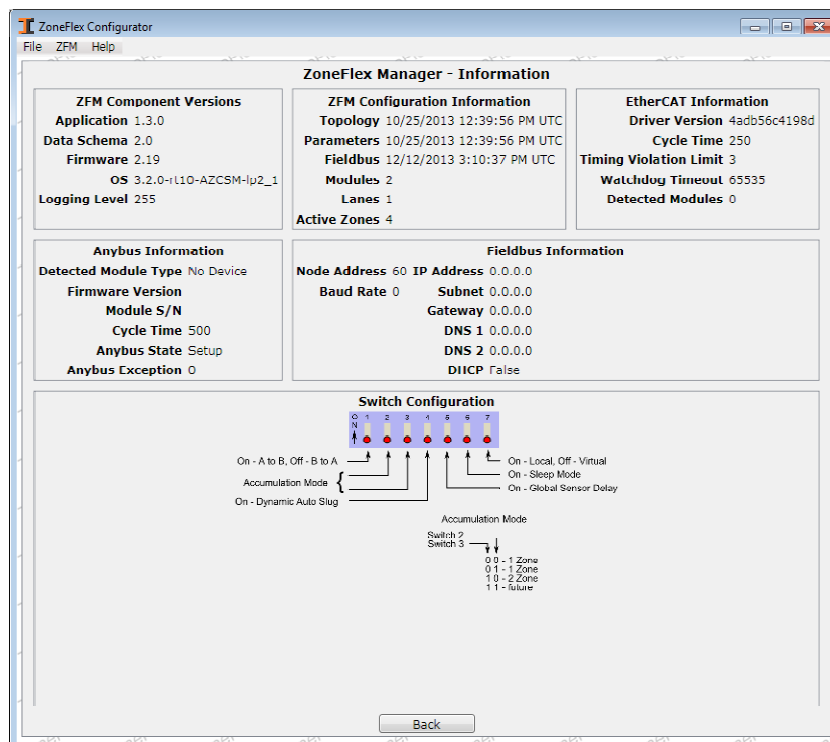 ZoneFlex Configurator
File ZFM Help
ZoneFlex Manager - Information
ZFM Component Versions
Application 1.3.0
Data Schema 2.0
Firmware 2.19
OS 3.2.0-rt10-AZCSM-lp2_1
Logging Level 255
ZFM Configuration Information
Topology 10/25/2013 12:39:56 PM UTC
Parameters 10/25/2013 12:39:56 PM UTC
Fieldbus 12/12/2013 3:10:37 PM UTC
Modules 2
Lanes 1
Active Zones 4
EtherCAT Information
Driver Version 4adb56c4198d
Cycle Time 250
Timing Violation Limit 3
Watchdog Timeout 65535
Detected Modules 0
Anybus Information
Detected Module Type No Device
Firmware Version
Module S/N
Cycle Time 500
Anybus State Setup
Anybus Exception 0
Fieldbus Information
Node Address 60 IP Address 0.0.0.0
Baud Rate 0 Subnet 0.0.0.0
Gateway 0.0.0.0
DNS 1 0.0.0.0
DNS 2 0.0.0.0
DHCP False
Switch Configuration
ON 1 2 3 4 5 6 7
On - A to B, Off - B to A
Accumulation Mode
On - Dynamic Auto Slug
On - Local, Off - Virtual
On - Sleep Mode
On - Global Sensor Delay
Accumulation Mode
Switch 2
Switch 3
0 0 - 1 Zone
0 1 - 1 Zone
1 0 - 2 Zone
1 1 - future
Back